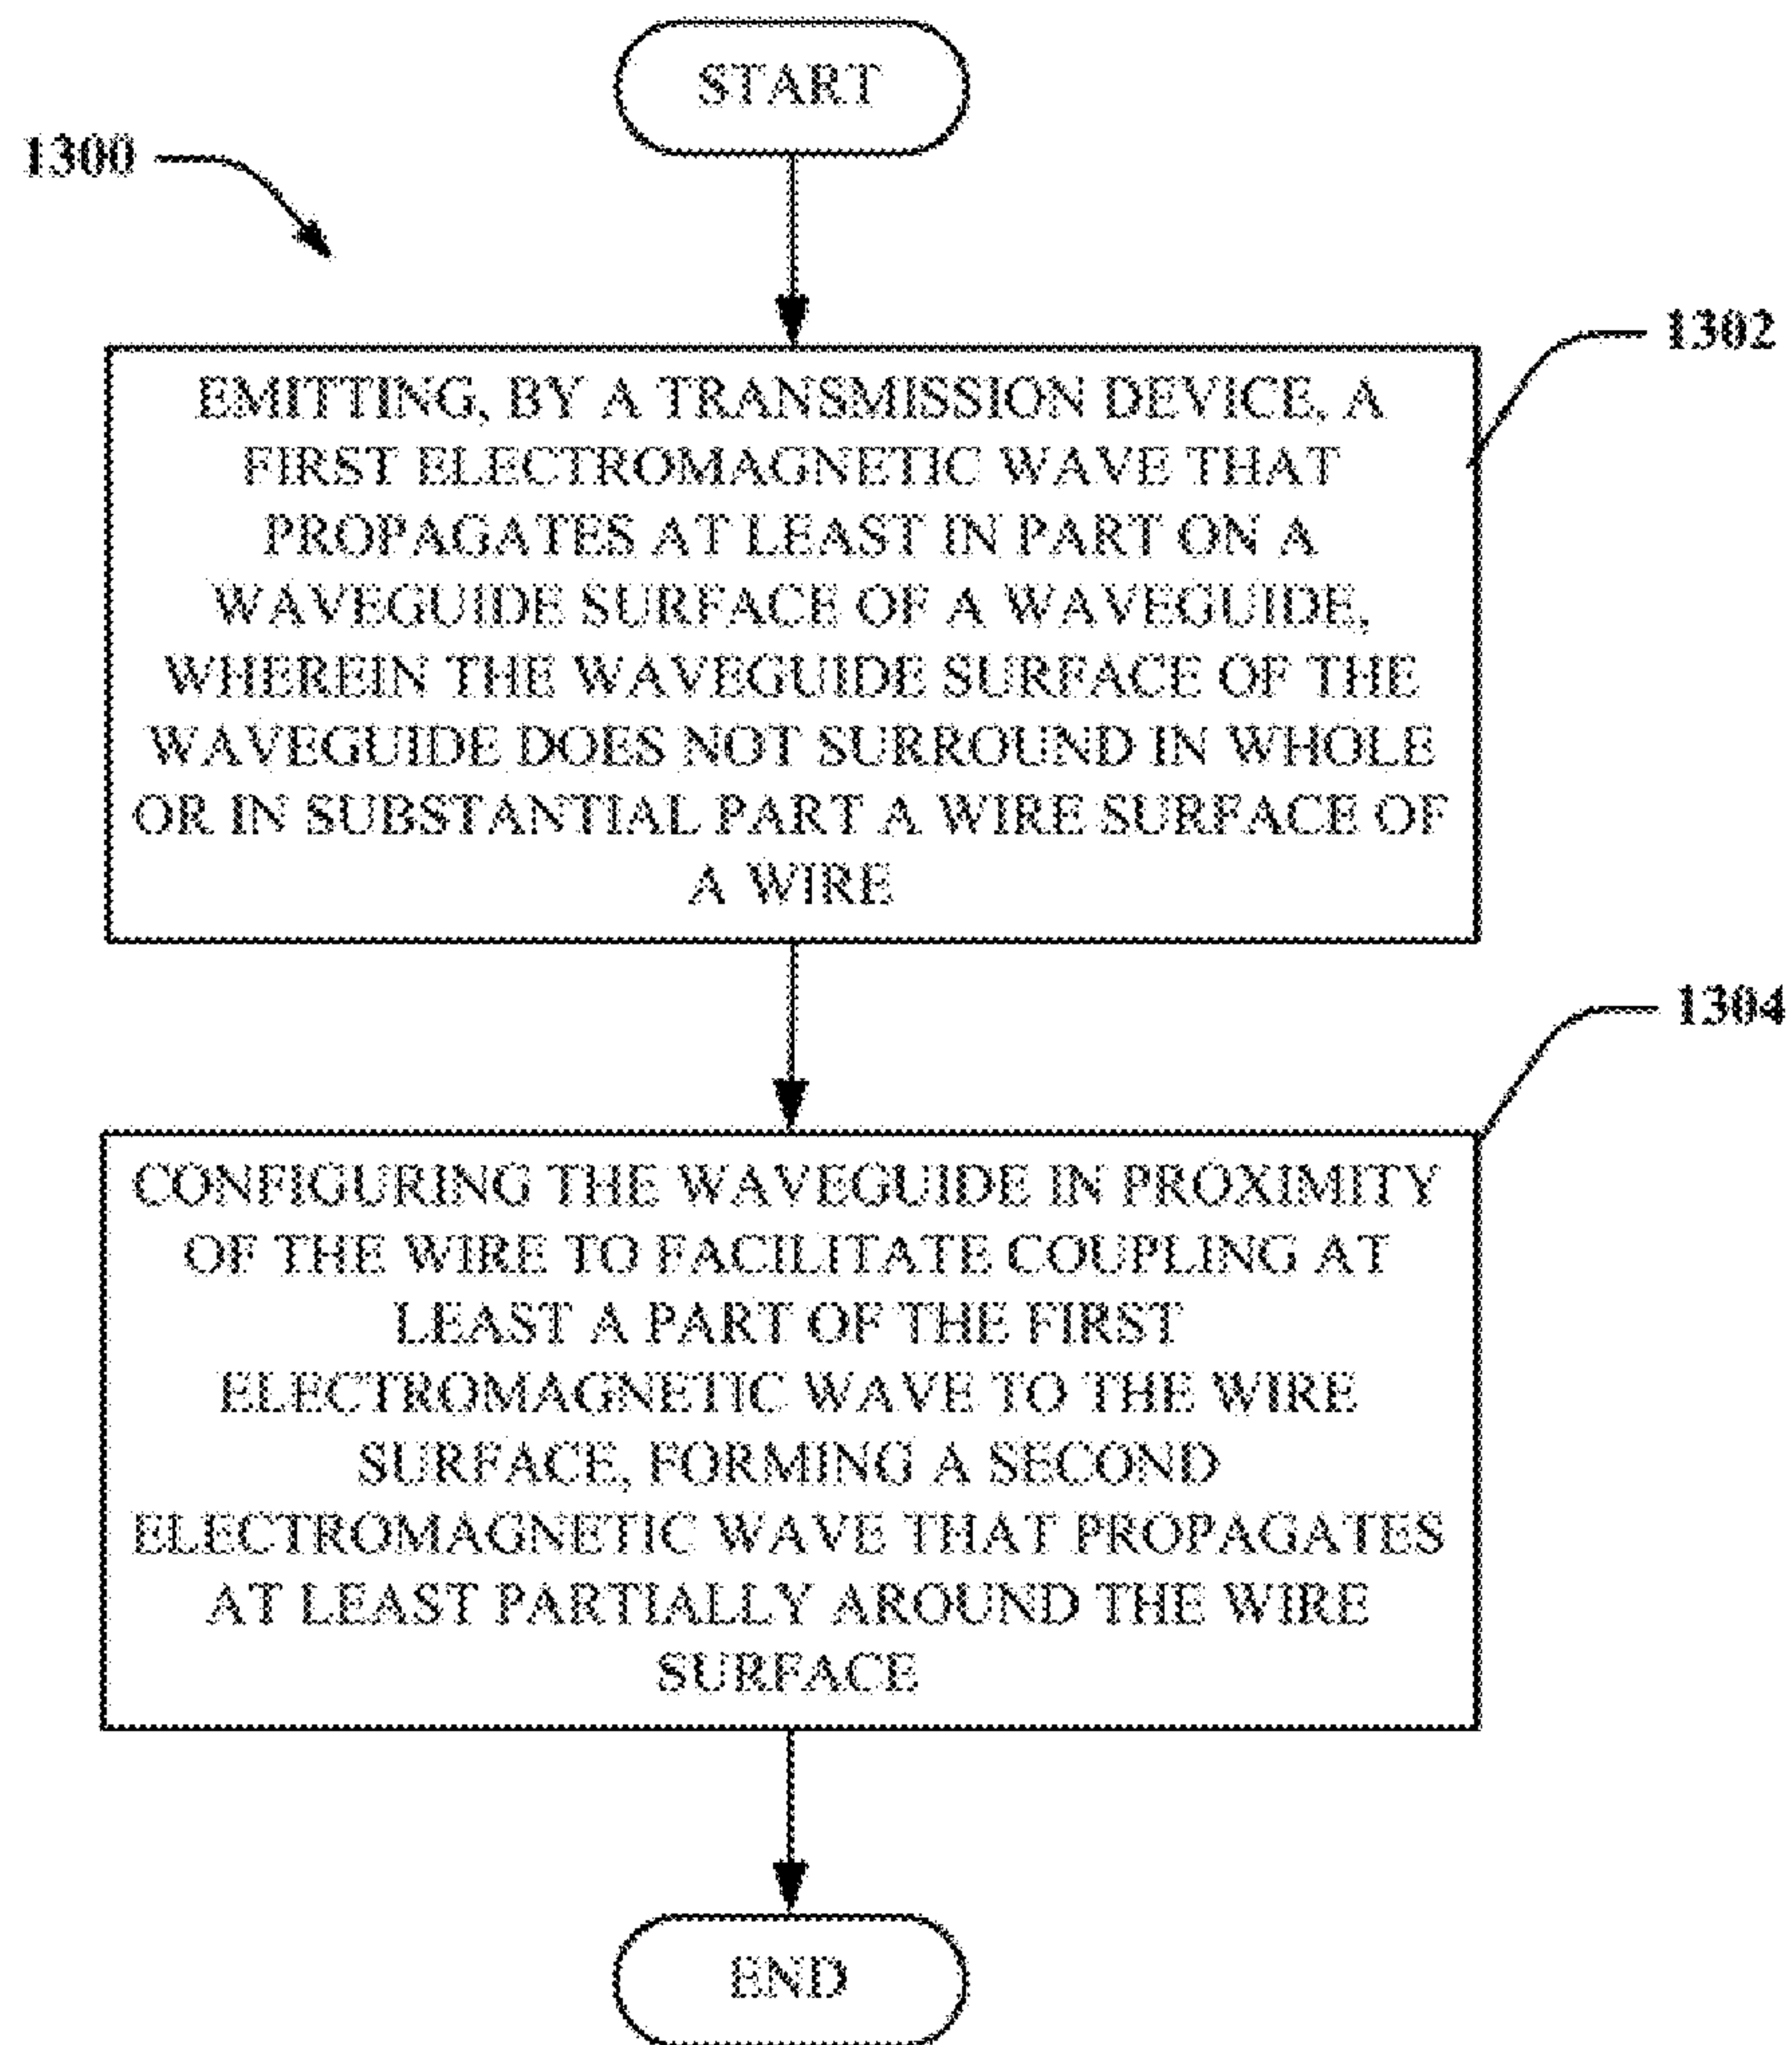 START
1300
1302
EMITTING, BY A TRANSMISSION DEVICE, A
FIRST ELECTROMAGNETIC WAVE THAT
PROPAGATES AT LEAST IN PART ON A
WAVEGUIDE SURFACE OF A WAVEGUIDE,
WHEREIN THE WAVEGUIDE SURFACE OF THE
WAVEGUIDE DOES NOT SURROUND IN WHOLE
OR IN SUBSTANTIAL PART A WIRE SURFACE OF
A WIRE
1304
CONFIGURING THE WAVEGUIDE IN PROXIMITY
OF THE WIRE TO FACILITATE COUPLING AT
LEAST A PART OF THE FIRST
ELECTROMAGNETIC WAVE TO THE WIRE
SURFACE, FORMING A SECOND
ELECTROMAGNETIC WAVE THAT PROPAGATES
AT LEAST PARTIALLY AROUND THE WIRE
SURFACE
END